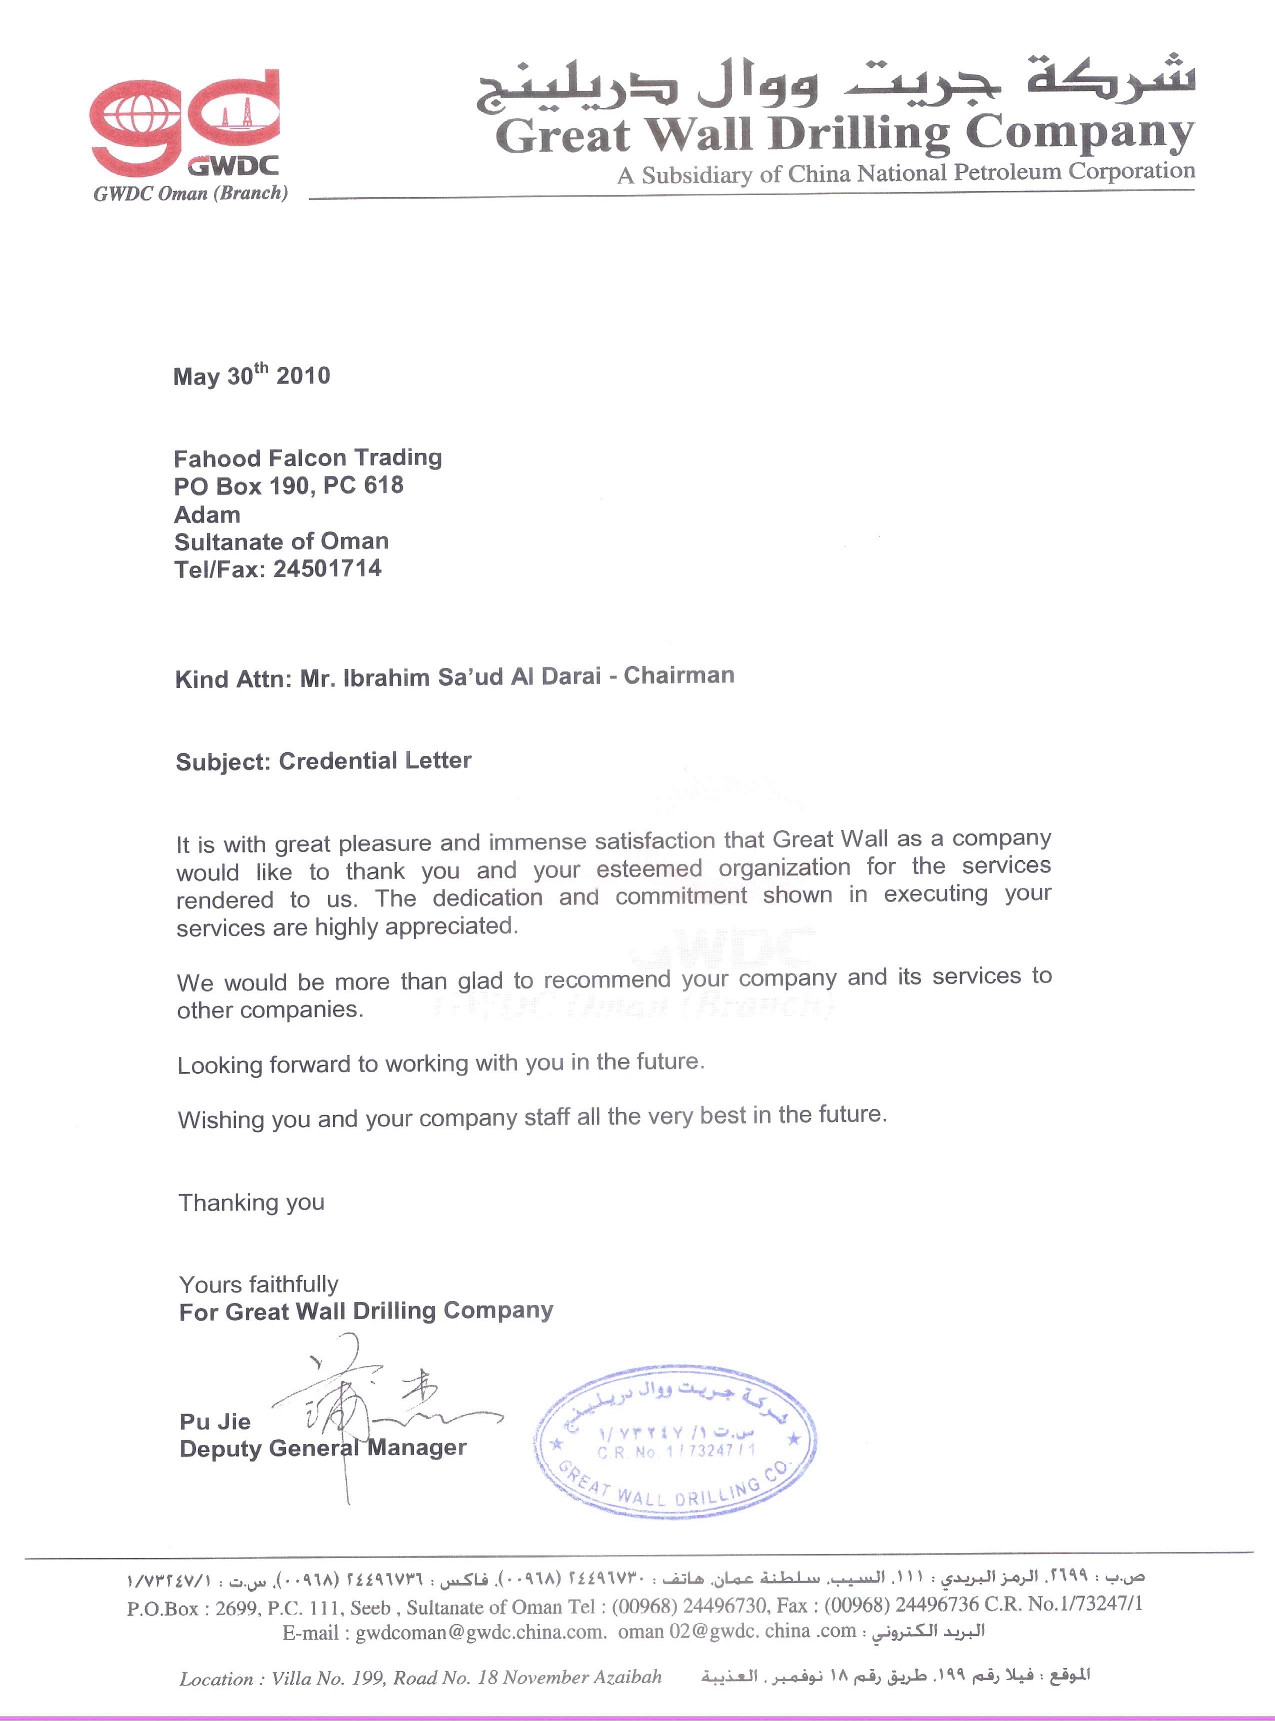 شركة جريت ووال دريلينج
Great Wall Drilling Company
A Subsidiary of China National Petroleum Corporation
gd
GWDC
GWDC Oman (Branch)
May 30th 2010
Fahood Falcon Trading
PO Box 190, PC 618
Adam
Sultanate of Oman
Tel/Fax: 24501714
Kind Attn: Mr. Ibrahim Sa'ud Al Darai - Chairman
Subject: Credential Letter
It is with great pleasure and immense satisfaction that Great Wall as a company
would like to thank you and your esteemed organization for the services
rendered to us. The dedication and commitment shown in executing your
services are highly appreciated.
We would be more than glad to recommend your company and its services to
other companies.
Looking forward to working with you in the future.
Wishing you and your company staff all the very best in the future.
Thanking you
Yours faithfully
For Great Wall Drilling Company
Pu Jie
Deputy General Manager
شركة جريت ووال دريلينج
س.ت ١/ ٧٣٢٤٧ /١
C.R. No. 1 / 73247 / 1
GREAT WALL DRILLING CO.
ص.ب : ٢٦٩٩, الرمز البريدي : ١١١, السيب, سلطنة عمان, هاتف : ٢٤٤٩٦٧٣٠ (٠٠٩٦٨), فاكس : ٢٤٤٩٦٧٣٦ (٠٠٩٦٨), س.ت : ١/٧٣٢٤٧/١
P.O.Box : 2699, P.C. 111, Seeb , Sultanate of Oman Tel : (00968) 24496730, Fax : (00968) 24496736 C.R. No.1/73247/1
E-mail : gwdcoman@gwdc.china.com. oman 02@gwdc. china .com : البريد الكتروني
Location : Villa No. 199, Road No. 18 November Azaibah الموقع : فيلا رقم ١٩٩, طريق رقم ١٨ نوفمبر , العذيبة